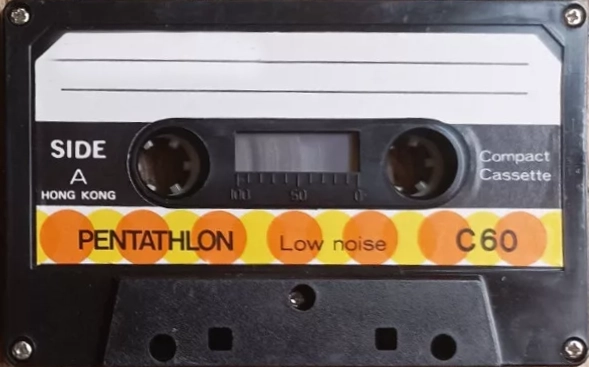 SIDE
A
HONG KONG
Compact
Cassette
100 50 0
PENTATHLON Low noise C60